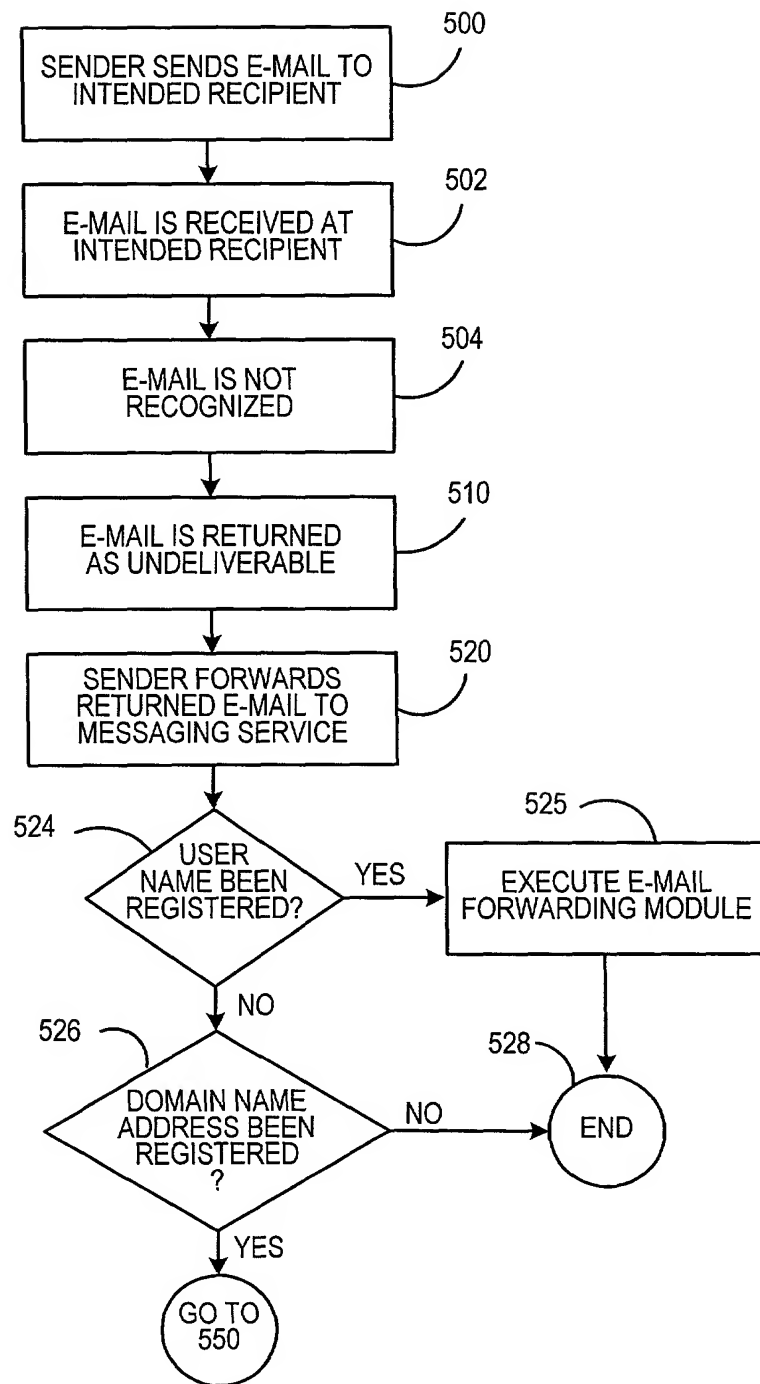 500
SENDER SENDS E-MAIL TO
INTENDED RECIPIENT
502
E-MAIL IS RECEIVED AT
INTENDED RECIPIENT
504
E-MAIL IS NOT
RECOGNIZED
510
E-MAIL IS RETURNED
AS UNDELIVERABLE
520
SENDER FORWARDS
RETURNED E-MAIL TO
MESSAGING SERVICE
524
USER
NAME BEEN
REGISTERED?
YES
525
EXECUTE E-MAIL
FORWARDING MODULE
NO
526
DOMAIN NAME
ADDRESS BEEN
REGISTERED
?
NO
528
END
YES
GO TO
550